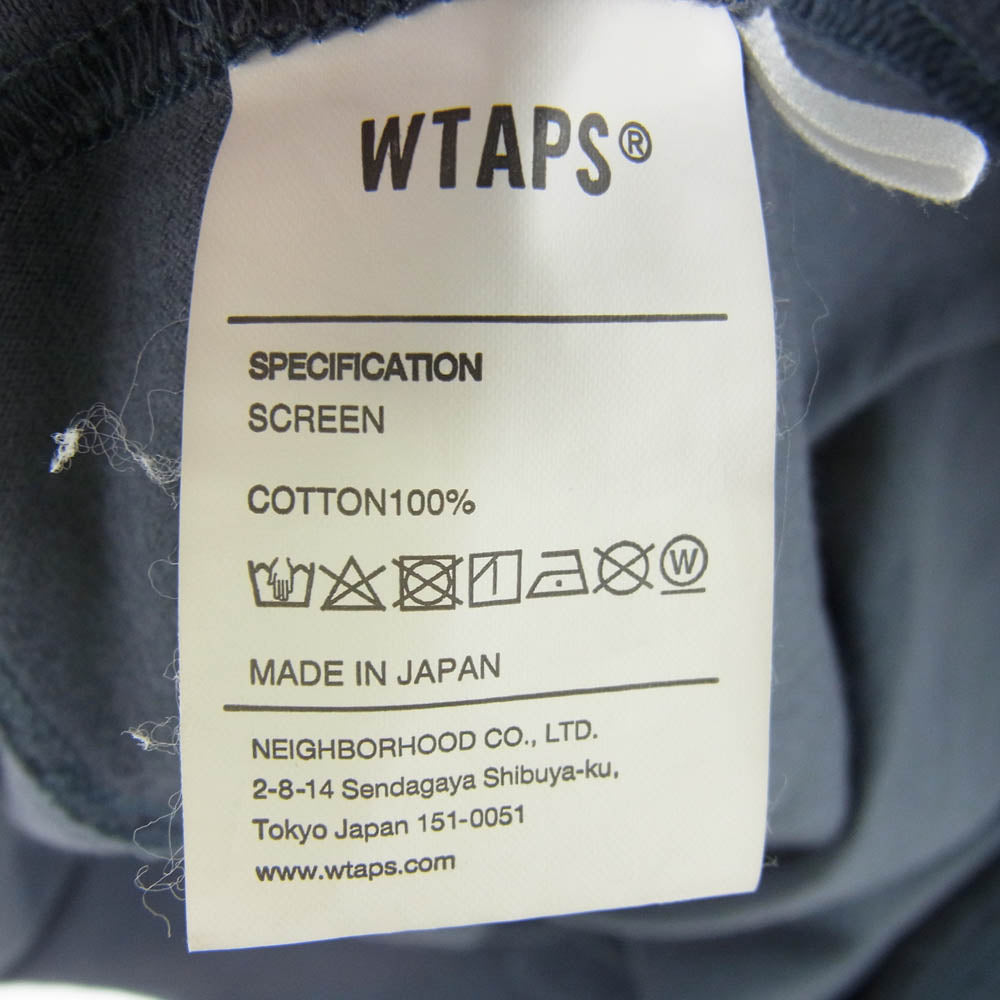 WTAPS®
SPECIFICATION
SCREEN
COTTON100%
W
MADE IN JAPAN
NEIGHBORHOOD CO., LTD.
2-8-14 Sendagaya Shibuya-ku,
Tokyo Japan 151-0051
www.wtaps.com